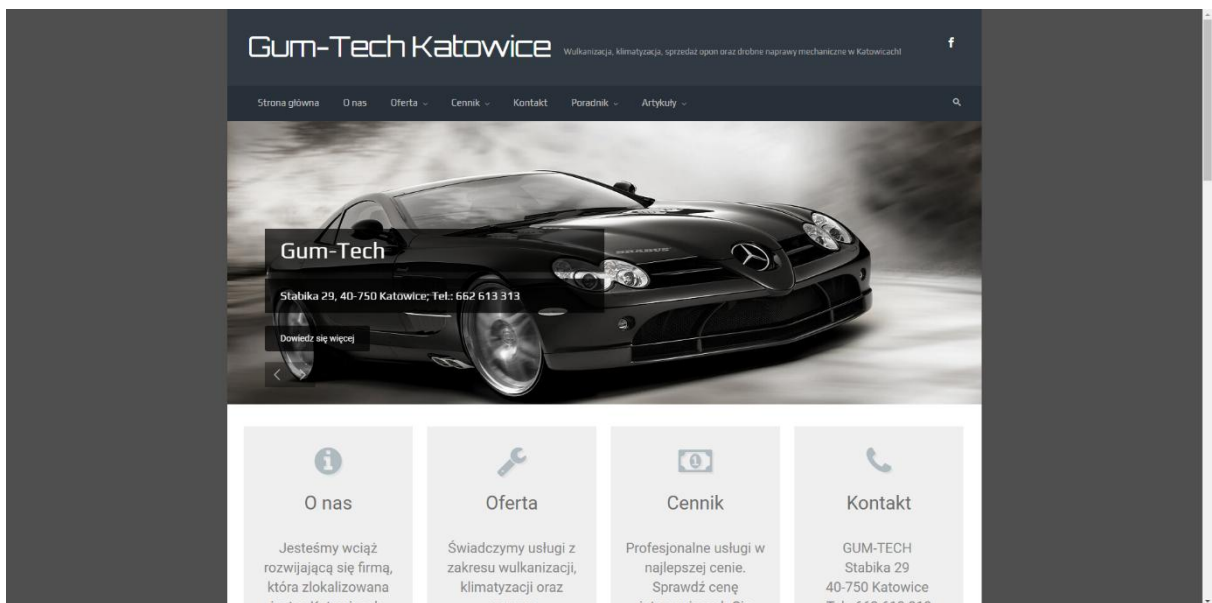 Gum-Tech Katowice
Wulkanizacja, klimatyzacja, sprzedaż opon oraz drobne naprawy mechaniczne w Katowicach!
f
Strona główna O nas Oferta Cennik Kontakt Poradnik Artykuły
BRABUS
Gum-Tech
Stabika 29, 40-750 Katowice; Tel.: 662 613 313
Dowiedz się więcej
O nas
Jesteśmy wciąż
rozwijającą się firmą,
która zlokalizowana
Oferta
Świadczymy usługi z
zakresu wulkanizacji,
klimatyzacji oraz
Cennik
Profesjonalne usługi w
najlepszej cenie.
Sprawdź cenę
Kontakt
GUM-TECH
Stabika 29
40-750 Katowice